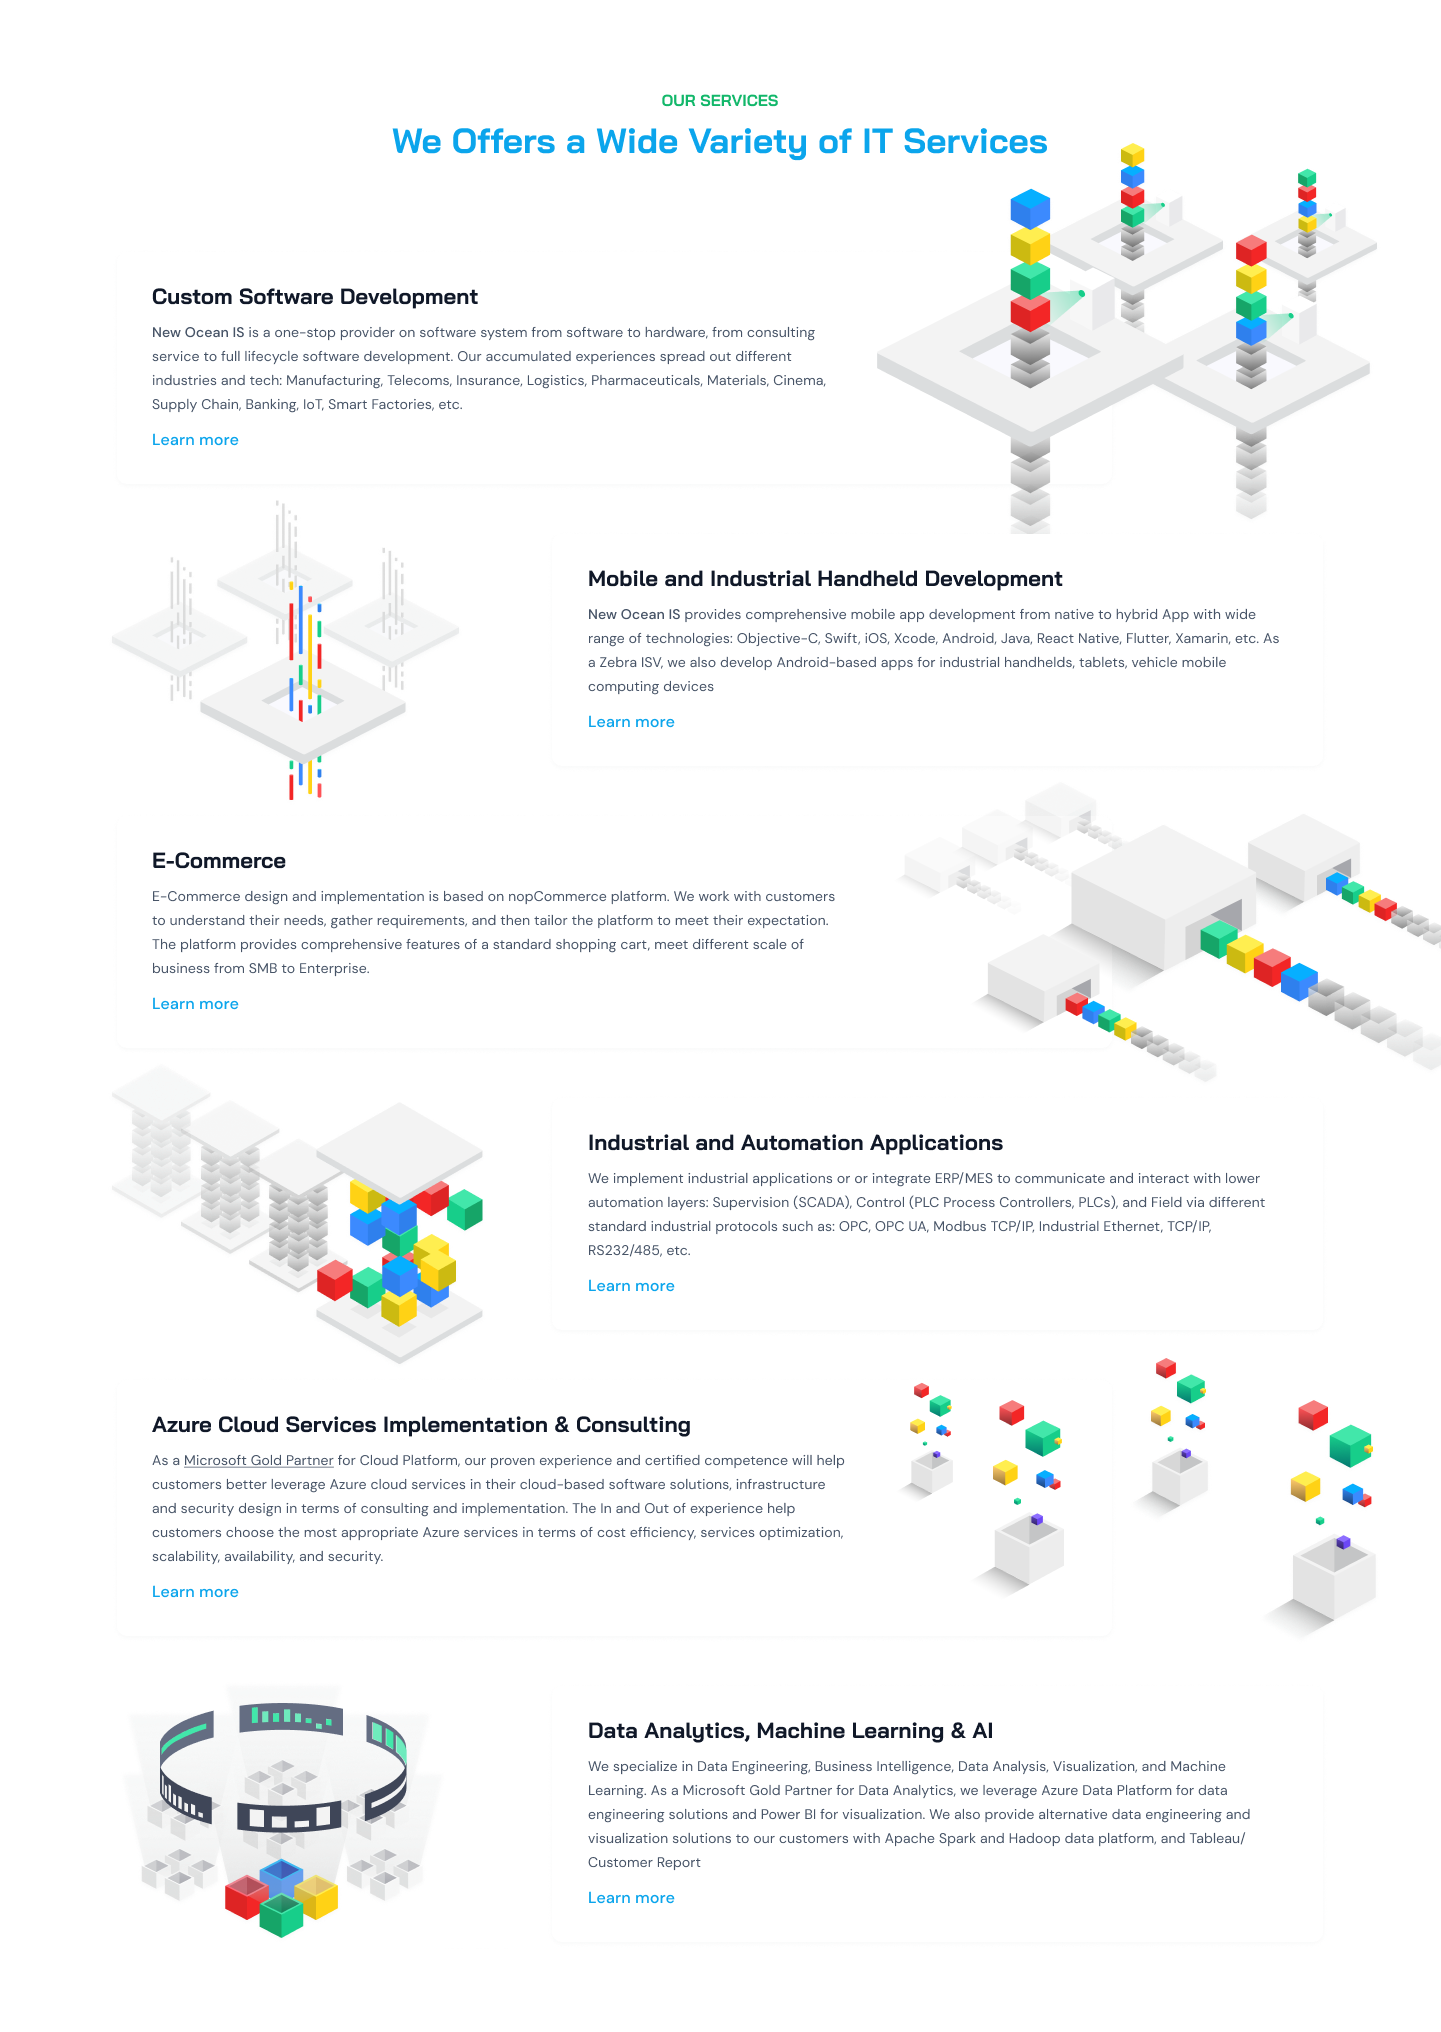 OUR SERVICES
We Offers a Wide Variety of IT Services
Custom Software Development
New Ocean IS is a one-stop provider on software system from software to hardware, from consulting
service to full lifecycle software development. Our accumulated experiences spread out different
industries and tech: Manufacturing, Telecoms, Insurance, Logistics, Pharmaceuticals, Materials, Cinema,
Supply Chain, Banking, IoT, Smart Factories, etc.
Learn more
Mobile and Industrial Handheld Development
New Ocean IS provides comprehensive mobile app development from native to hybrid App with wide
range of technologies: Objective-C, Swift, iOS, Xcode, Android, Java, React Native, Flutter, Xamarin, etc. As
a Zebra ISV, we also develop Android-based apps for industrial handhelds, tablets, vehicle mobile
computing devices
Learn more
E-Commerce
E-Commerce design and implementation is based on nopCommerce platform. We work with customers
to understand their needs, gather requirements, and then tailor the platform to meet their expectation.
The platform provides comprehensive features of a standard shopping cart, meet different scale of
business from SMB to Enterprise.
Learn more
Industrial and Automation Applications
We implement industrial applications or or integrate ERP/MES to communicate and interact with lower
automation layers: Supervision (SCADA), Control (PLC Process Controllers, PLCs), and Field via different
standard industrial protocols such as: OPC, OPC UA, Modbus TCP/IP, Industrial Ethernet, TCP/IP,
RS232/485, etc.
Learn more
Azure Cloud Services Implementation & Consulting
As a Microsoft Gold Partner for Cloud Platform, our proven experience and certified competence will help
customers better leverage Azure cloud services in their cloud-based software solutions, infrastructure
and security design in terms of consulting and implementation. The In and Out of experience help
customers choose the most appropriate Azure services in terms of cost efficiency, services optimization,
scalability, availability, and security.
Learn more
Data Analytics, Machine Learning & AI
We specialize in Data Engineering, Business Intelligence, Data Analysis, Visualization, and Machine
Learning. As a Microsoft Gold Partner for Data Analytics, we leverage Azure Data Platform for data
engineering solutions and Power BI for visualization. We also provide alternative data engineering and
visualization solutions to our customers with Apache Spark and Hadoop data platform, and Tableau/
Customer Report
Learn more